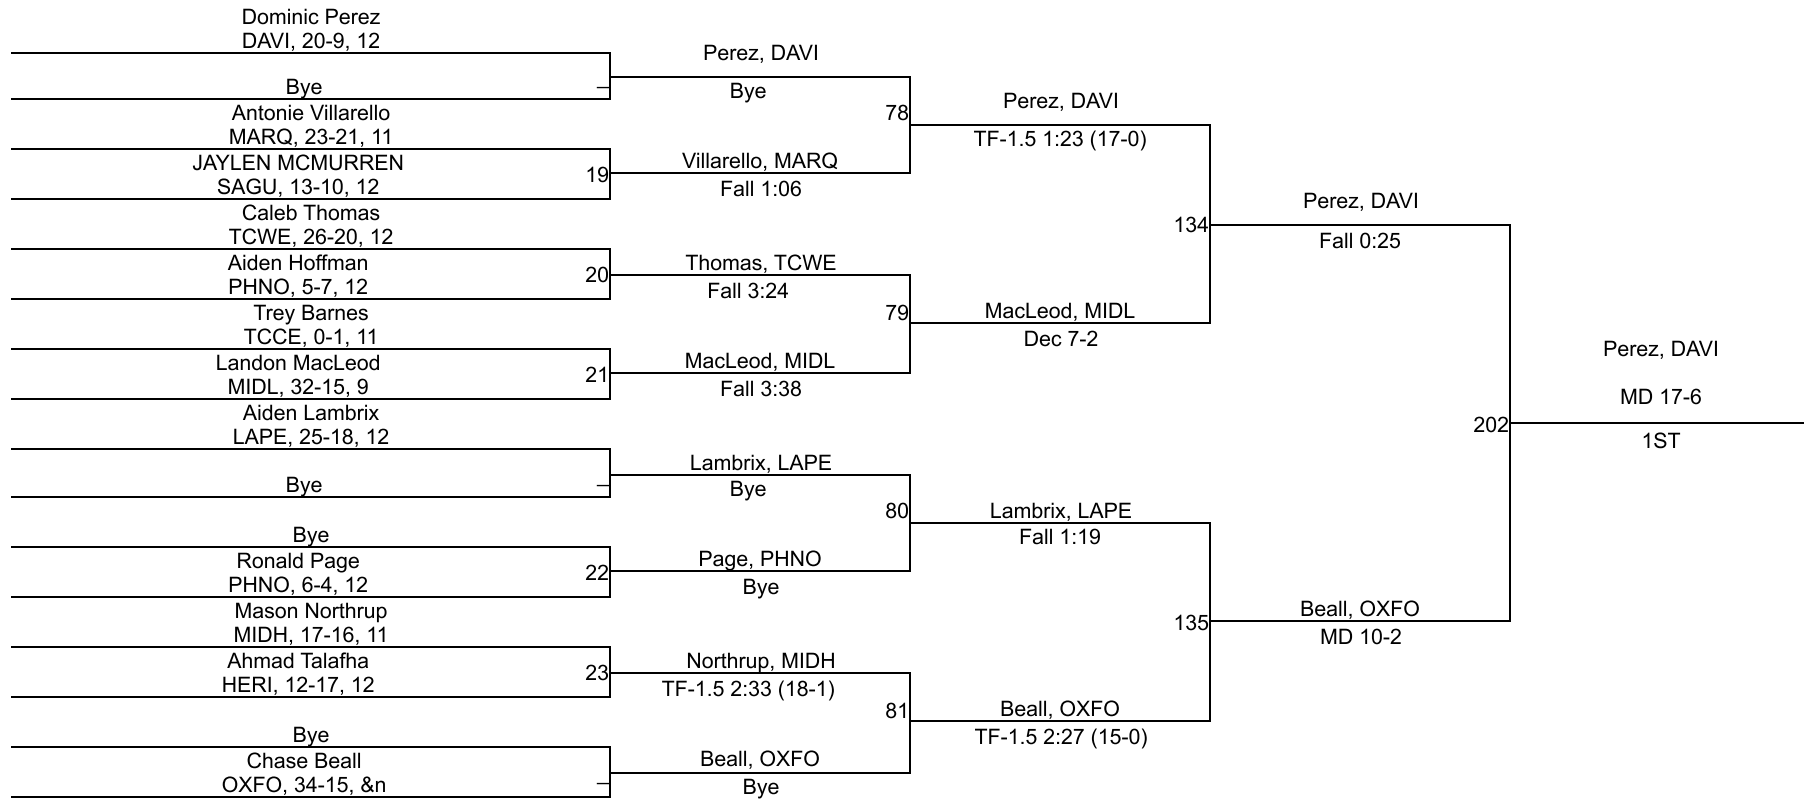 Dominic Perez
DAVI, 20-9, 12
Bye
Antonie Villarello
MARQ, 23-21, 11
JAYLEN MCMURREN
SAGU, 13-10, 12
Caleb Thomas
TCWE, 26-20, 12
Aiden Hoffman
PHNO, 5-7, 12
Trey Barnes
TCCE, 0-1, 11
Landon MacLeod
MIDL, 32-15, 9
Aiden Lambrix
LAPE, 25-18, 12
Bye
Bye
Ronald Page
PHNO, 6-4, 12
Mason Northrup
MIDH, 17-16, 11
Ahmad Talafha
HERI, 12-17, 12
Bye
Chase Beall
OXFO, 34-15, &n
–
19
20
21
–
22
23
–
Perez, DAVI
Bye
Villarello, MARQ
Fall 1:06
Thomas, TCWE
Fall 3:24
MacLeod, MIDL
Fall 3:38
Lambrix, LAPE
Bye
Page, PHNO
Bye
Northrup, MIDH
TF-1.5 2:33 (18-1)
Beall, OXFO
Bye
78
79
80
81
Perez, DAVI
TF-1.5 1:23 (17-0)
MacLeod, MIDL
Dec 7-2
Lambrix, LAPE
Fall 1:19
Beall, OXFO
TF-1.5 2:27 (15-0)
134
135
Perez, DAVI
Fall 0:25
Beall, OXFO
MD 10-2
202
Perez, DAVI
MD 17-6
1ST